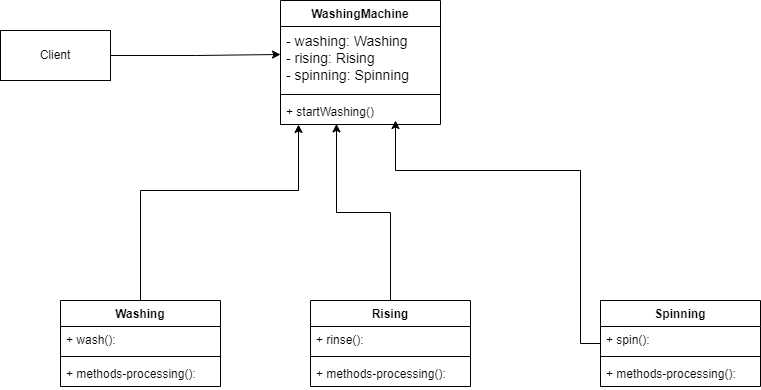 WashingMachine
Client
- washing: Washing
- rising: Rising
- spinning: Spinning
+ startWashing()
Washing
+ wash():
+ methods-processing():
Rising
+ rinse():
+ methods-processing():
Spinning
+ spin():
+ methods-processing():